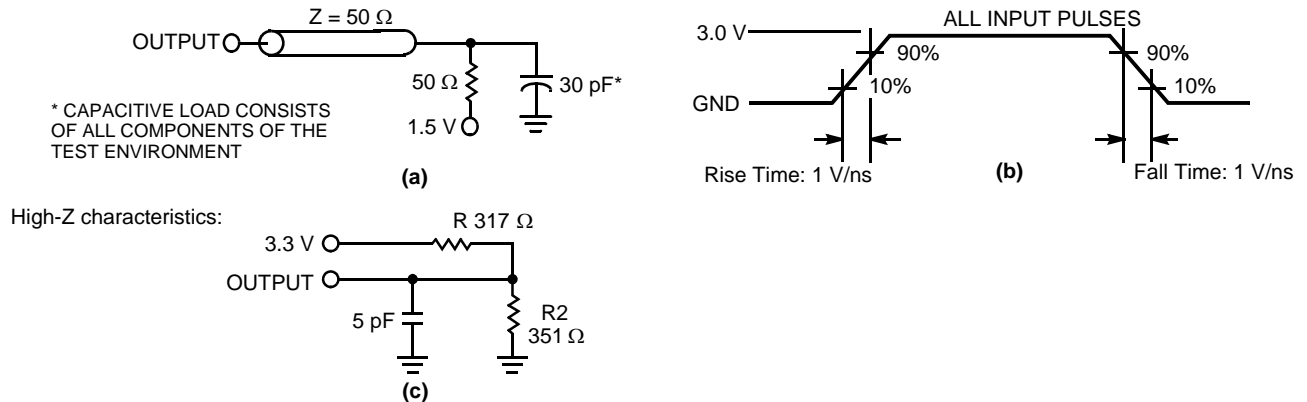 Z = 50 Ω
OUTPUT
50 Ω
30 pF*
1.5 V
* CAPACITIVE LOAD CONSISTS
OF ALL COMPONENTS OF THE
TEST ENVIRONMENT
(a)
ALL INPUT PULSES
3.0 V
90%
90%
10%
10%
GND
Rise Time: 1 V/ns
(b)
Fall Time: 1 V/ns
High-Z characteristics:
R 317 Ω
3.3 V
OUTPUT
5 pF
R2
351 Ω
(c)